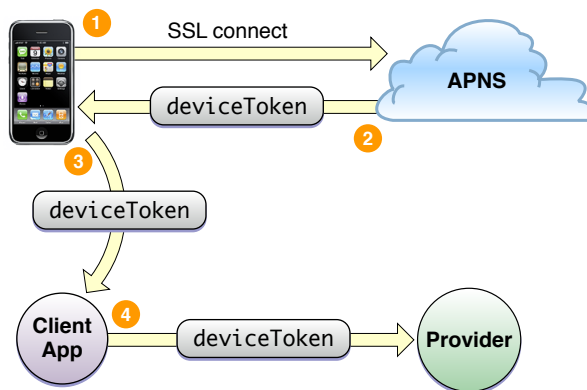 1
SSL connect
APNS
deviceToken
2
3
deviceToken
Client
App
4
deviceToken
Provider